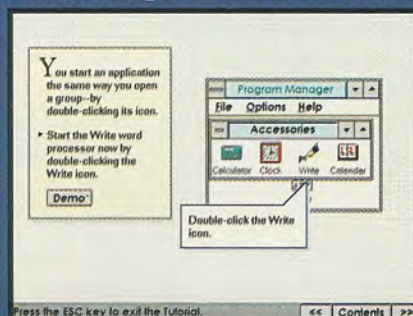 You start an application
the same way you open
a group--by
double-clicking its icon.
▸ Start the Write word
processor now by
double-clicking the
Write icon.
Demo
Program Manager
File Options Help
Accessories
Calculator Clock Write Calendar
Double-click the Write
icon.
Press the ESC key to exit the Tutorial.
<< Contents >>